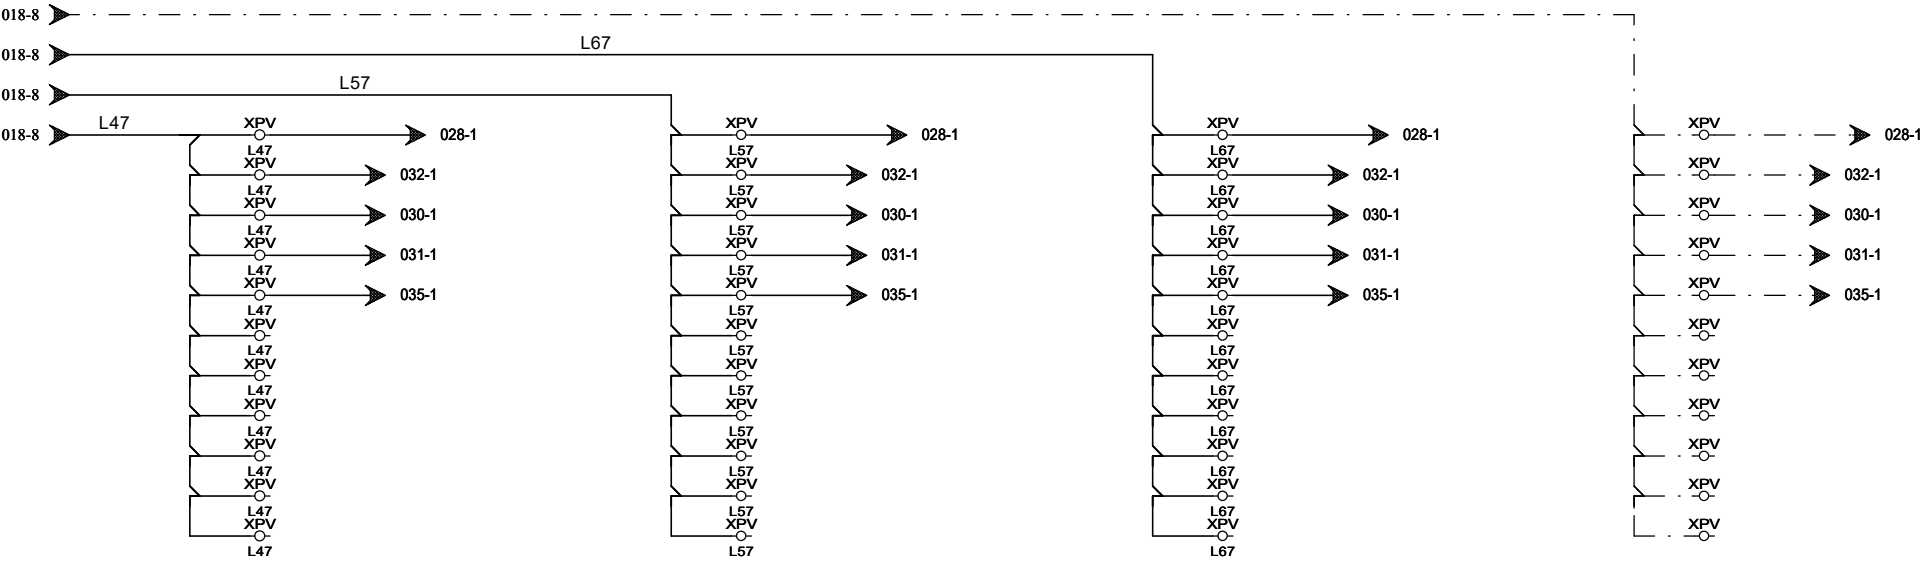 018-8
L67
018-8
L57
018-8
L47 XPV XPV XPV XPV
018-8 028-1 028-1 028-1 028-1
L47 L57 L67
XPV XPV XPV XPV
032-1 032-1 032-1 032-1
L47 L57 L67
XPV XPV XPV XPV
030-1 030-1 030-1 030-1
L47 L57 L67
XPV XPV XPV XPV
031-1 031-1 031-1 031-1
L47 L57 L67
XPV XPV XPV XPV
035-1 035-1 035-1 035-1
L47 L57 L67
XPV XPV XPV XPV
L47 L57 L67
XPV XPV XPV XPV
L47 L57 L67
XPV XPV XPV XPV
L47 L57 L67
XPV XPV XPV XPV
L47 L57 L67
XPV XPV XPV XPV
L47 L57 L67
XPV XPV XPV XPV
L47 L57 L67